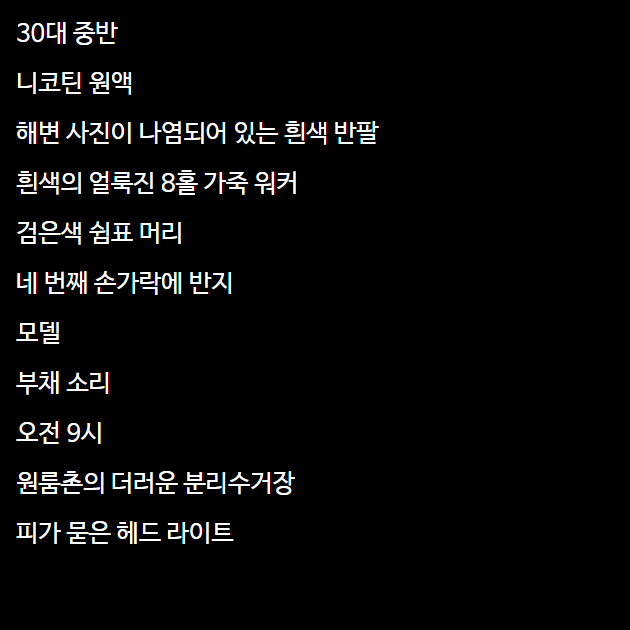 30대 중반
니코틴 원액
해변 사진이 나염되어 있는 흰색 반팔
흰색의 얼룩진 8홀 가죽 워커
검은색 쉼표 머리
네 번째 손가락에 반지
모델
부채 소리
오전 9시
원룸촌의 더러운 분리수거장
피가 묻은 헤드 라이트